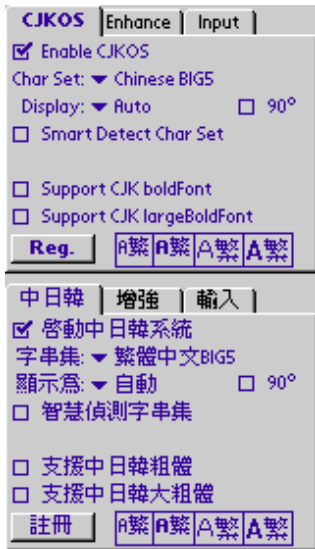 CJKOS Enhance Input
Enable CJKOS
Char Set: Chinese BIG5
Display: Auto 90°
Smart Detect Char Set
Support CJK boldFont
Support CJK largeBoldFont
Reg. A繁 A繁 A繁 A繁
中日韓 增強 輸入
啓動中日韓系統
字串集: 繁體中文BIG5
顯示爲: 自動 90°
智慧偵測字串集
支援中日韓粗體
支援中日韓大粗體
註冊 A繁 A繁 A繁 A繁